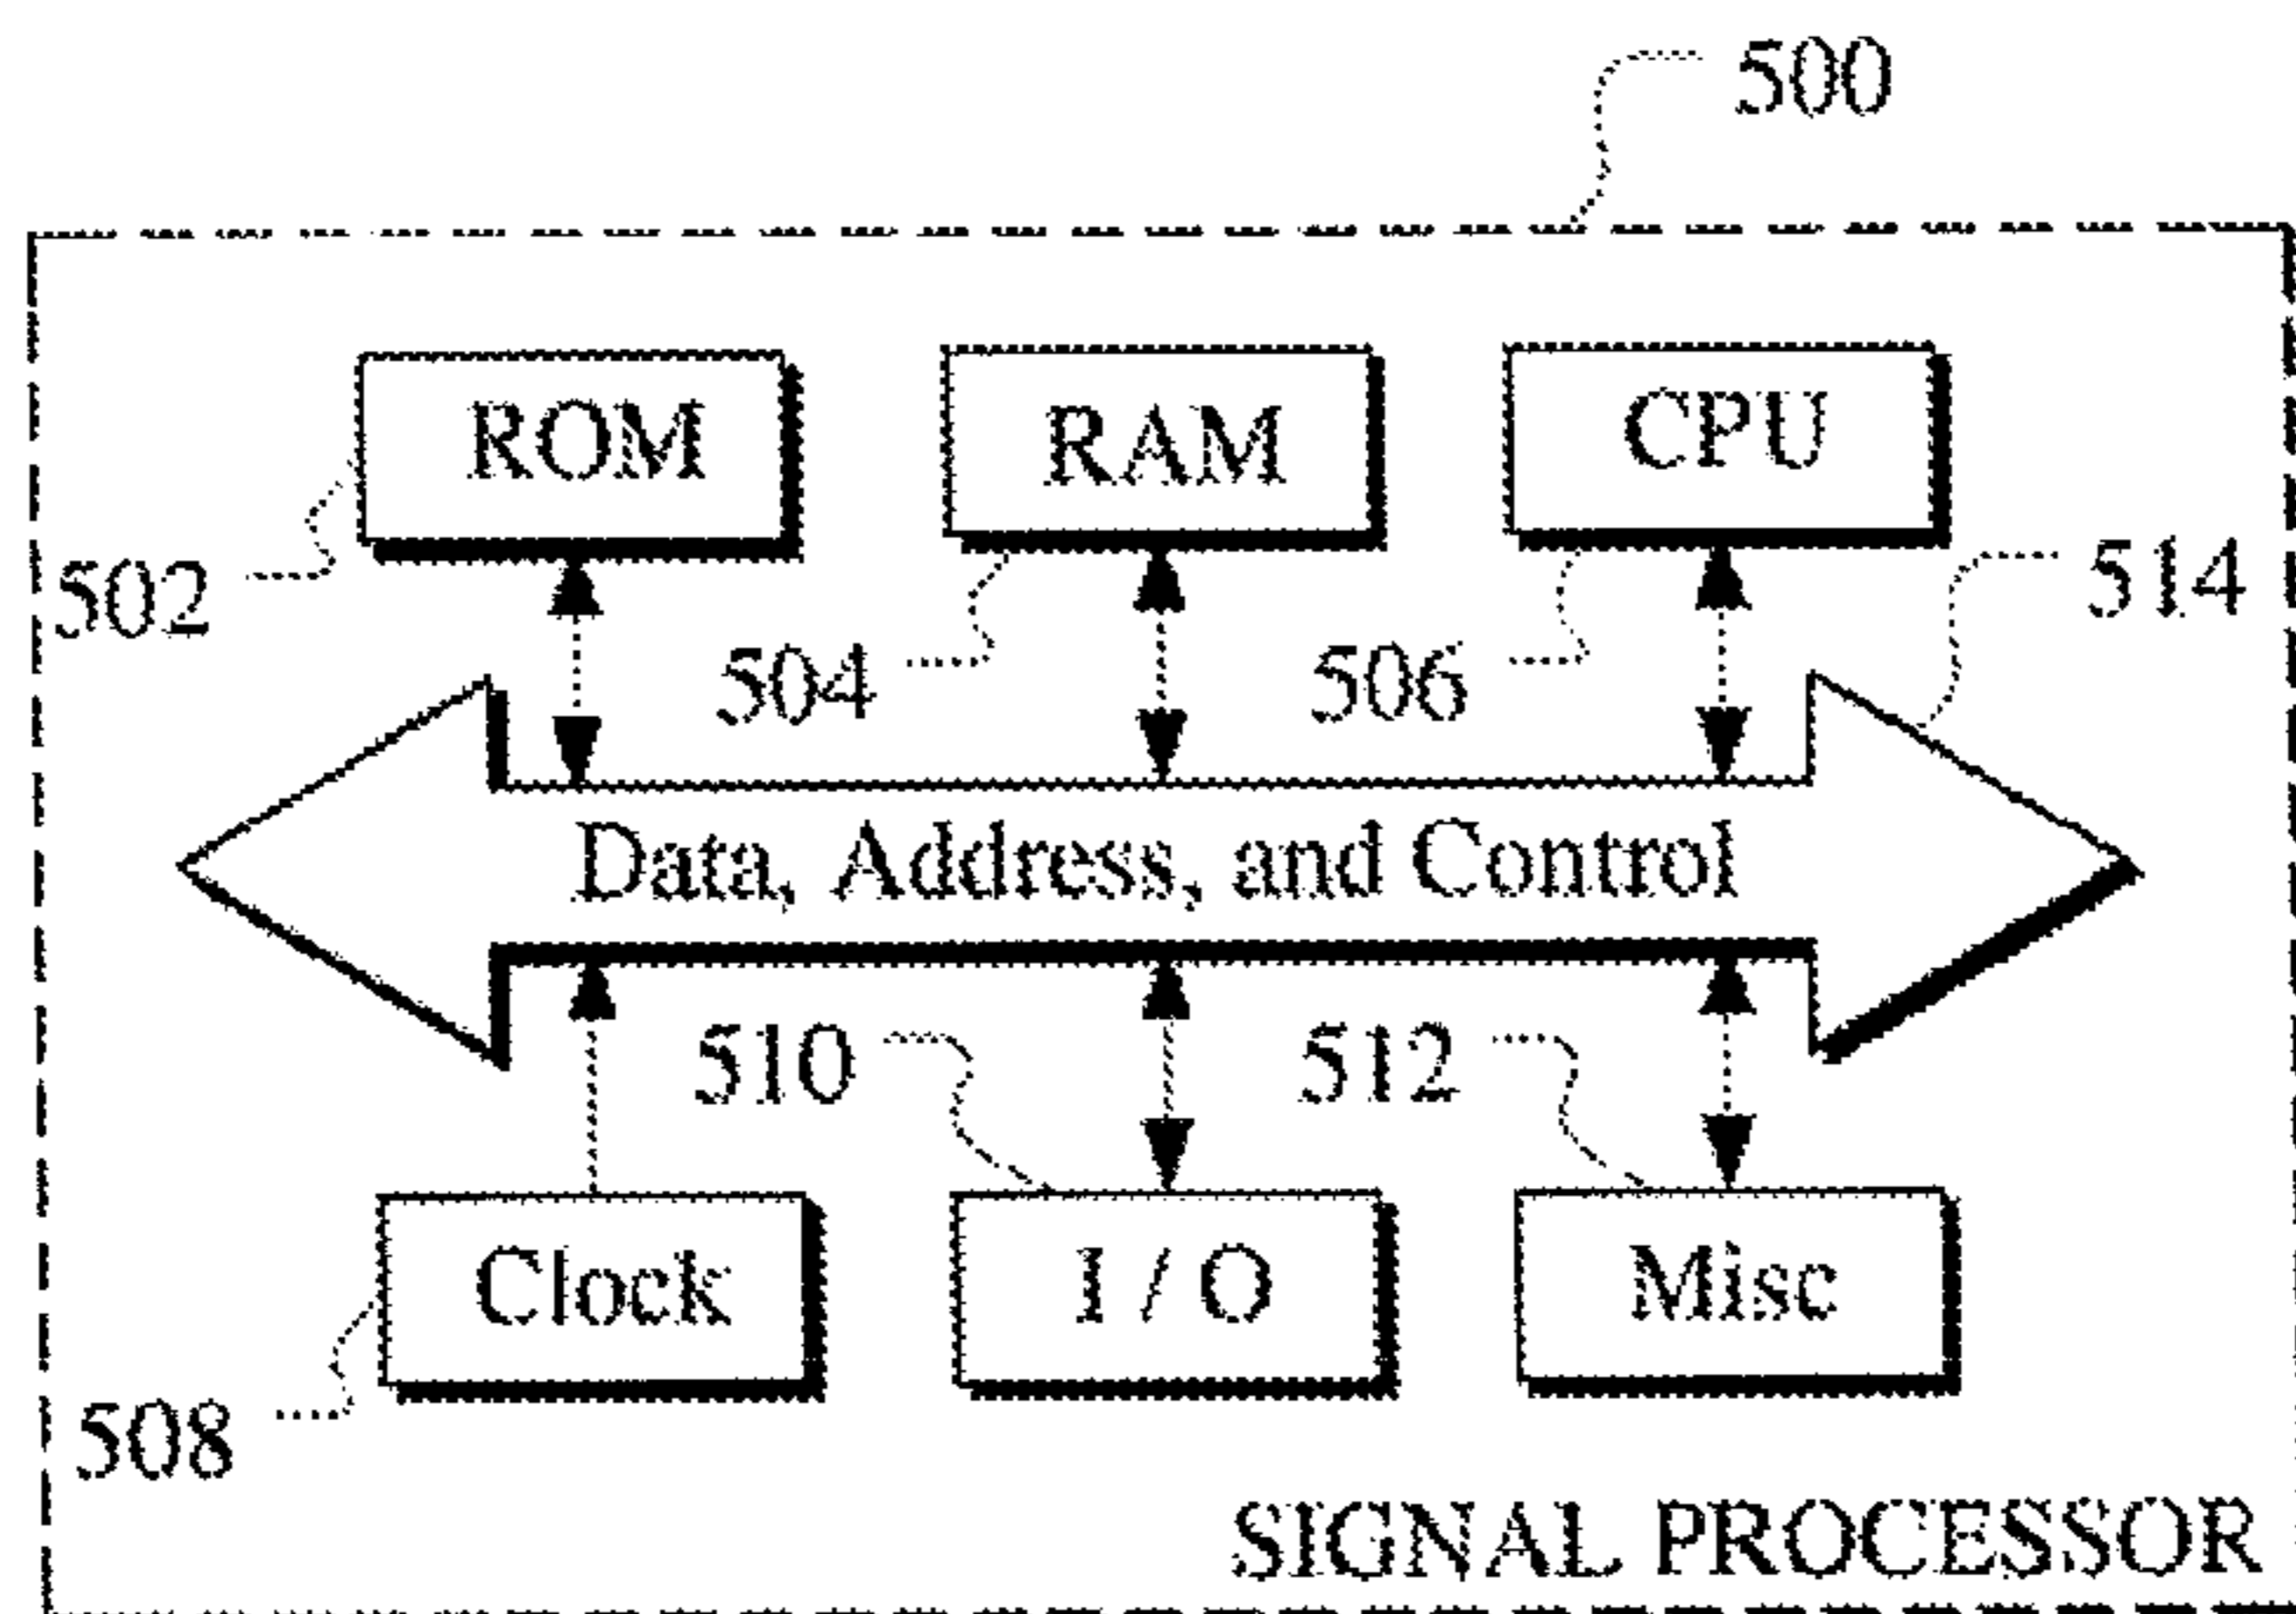 500
ROM
RAM
CPU
502
504
506
514
Data, Address, and Control
510
512
Clock
I / O
Misc
508
SIGNAL PROCESSOR